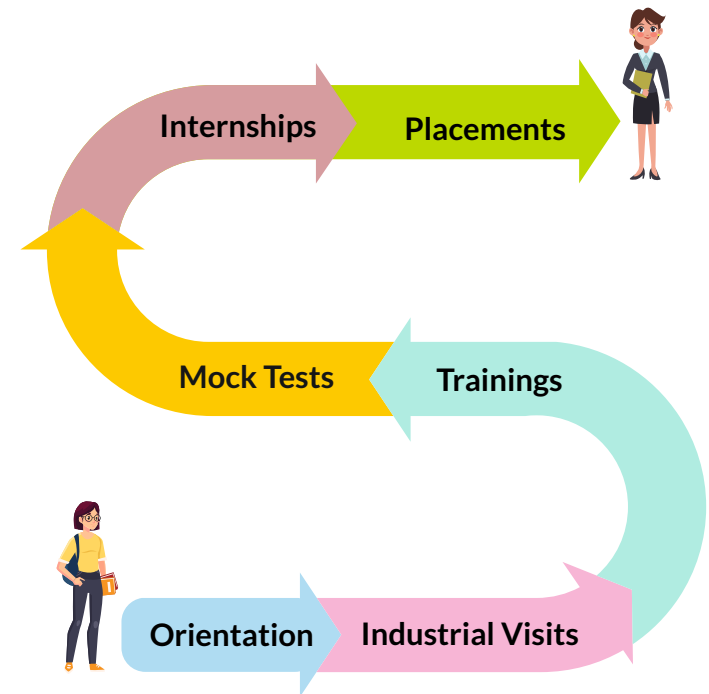 Internships
Placements
Mock Tests
Trainings
Orientation
Industrial Visits